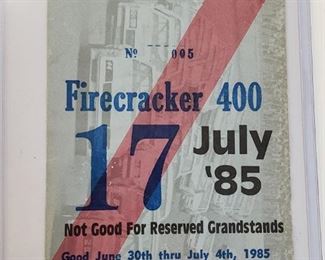 No 005
Firecracker 400
17 July
'85
Not Good For Reserved Grandstands
Good June 30th thru July 4th, 1985